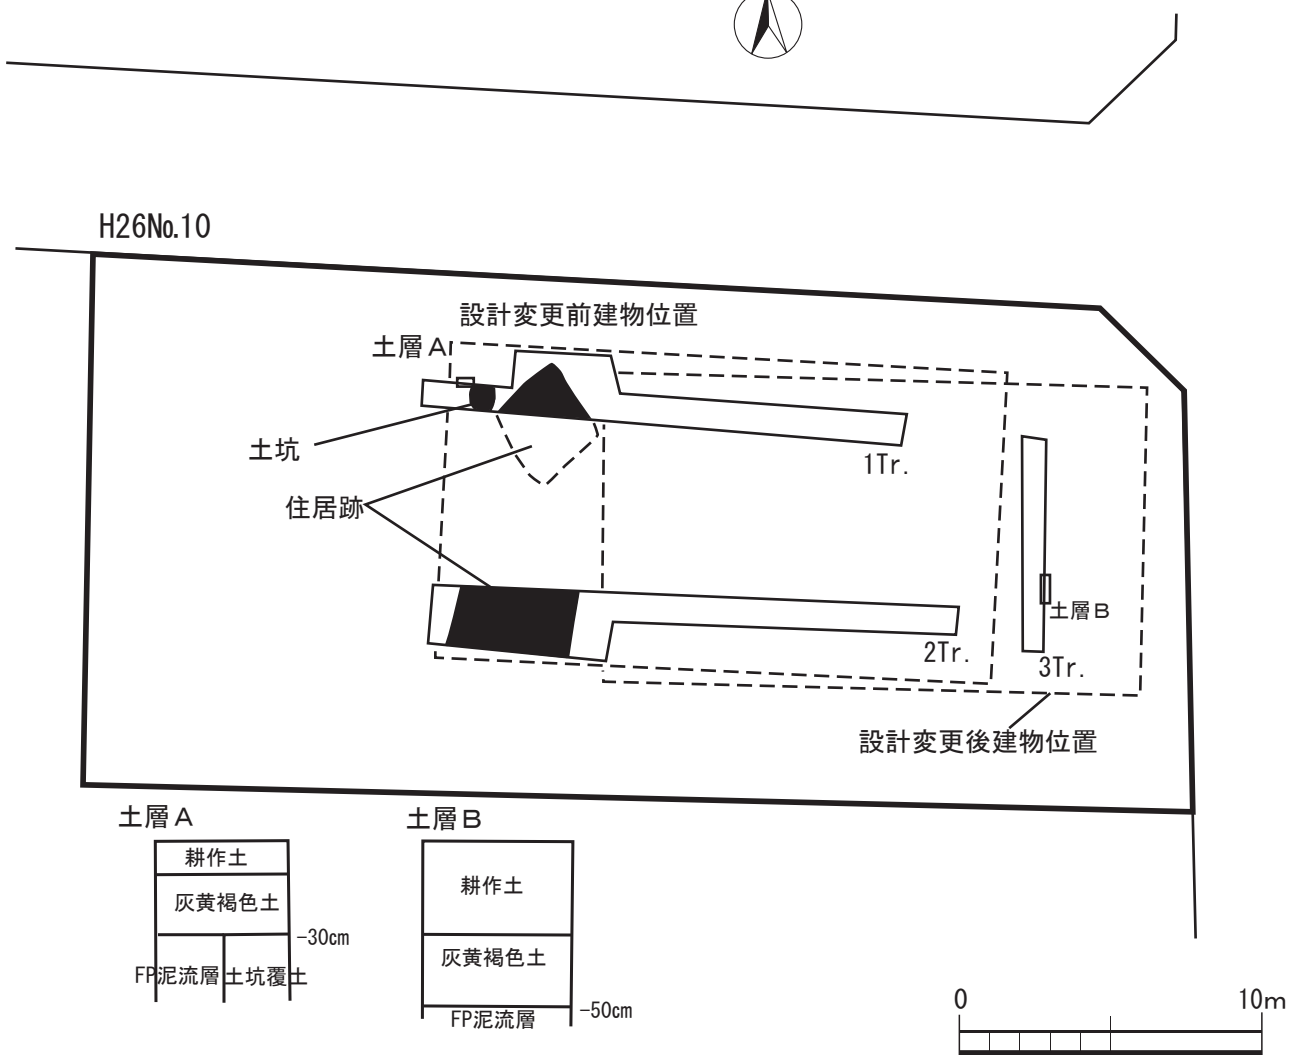 H26No.10
設計変更前建物位置
土層A
土坑
1Tr.
住居跡
土層B
2Tr.
3Tr.
設計変更後建物位置
土層A
耕作土
灰黄褐色土
-30cm
FP泥流層
土坑覆土
土層B
耕作土
灰黄褐色土
-50cm
FP泥流層
0
10m